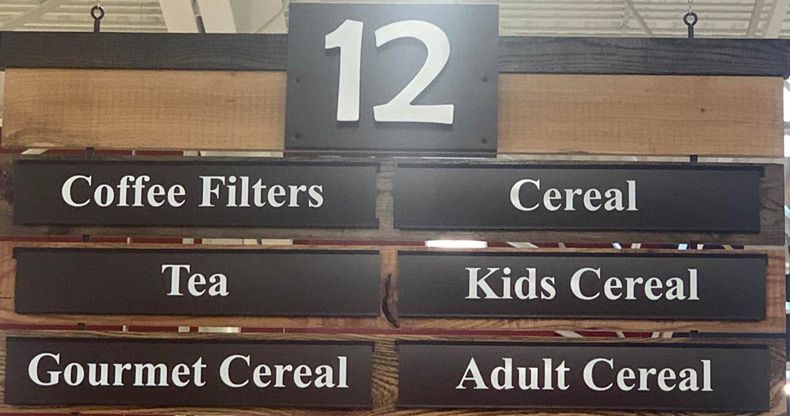 12
Coffee Filters
Cereal
Tea
Kids Cereal
Gourmet Cereal
Adult Cereal